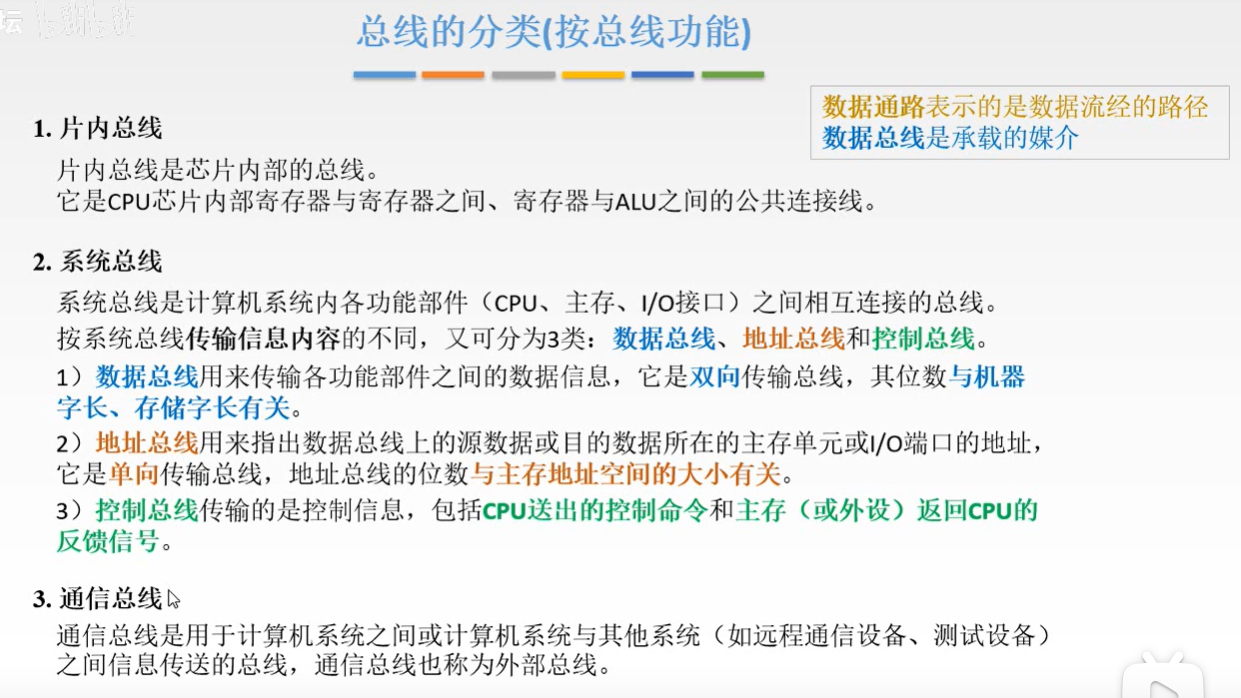 坛
总线的分类(按总线功能)
数据通路表示的是数据流经的路径
数据总线是承载的媒介
1. 片内总线
片内总线是芯片内部的总线。
它是CPU芯片内部寄存器与寄存器之间、寄存器与ALU之间的公共连接线。
2. 系统总线
系统总线是计算机系统内各功能部件（CPU、主存、I/O接口）之间相互连接的总线。
按系统总线传输信息内容的不同，又可分为3类：数据总线、地址总线和控制总线。
1）数据总线用来传输各功能部件之间的数据信息，它是双向传输总线，其位数与机器
字长、存储字长有关。
2）地址总线用来指出数据总线上的源数据或目的数据所在的主存单元或I/O端口的地址，
它是单向传输总线，地址总线的位数与主存地址空间的大小有关。
3）控制总线传输的是控制信息，包括CPU送出的控制命令和主存（或外设）返回CPU的
反馈信号。
3. 通信总线
通信总线是用于计算机系统之间或计算机系统与其他系统（如远程通信设备、测试设备）
之间信息传送的总线，通信总线也称为外部总线。